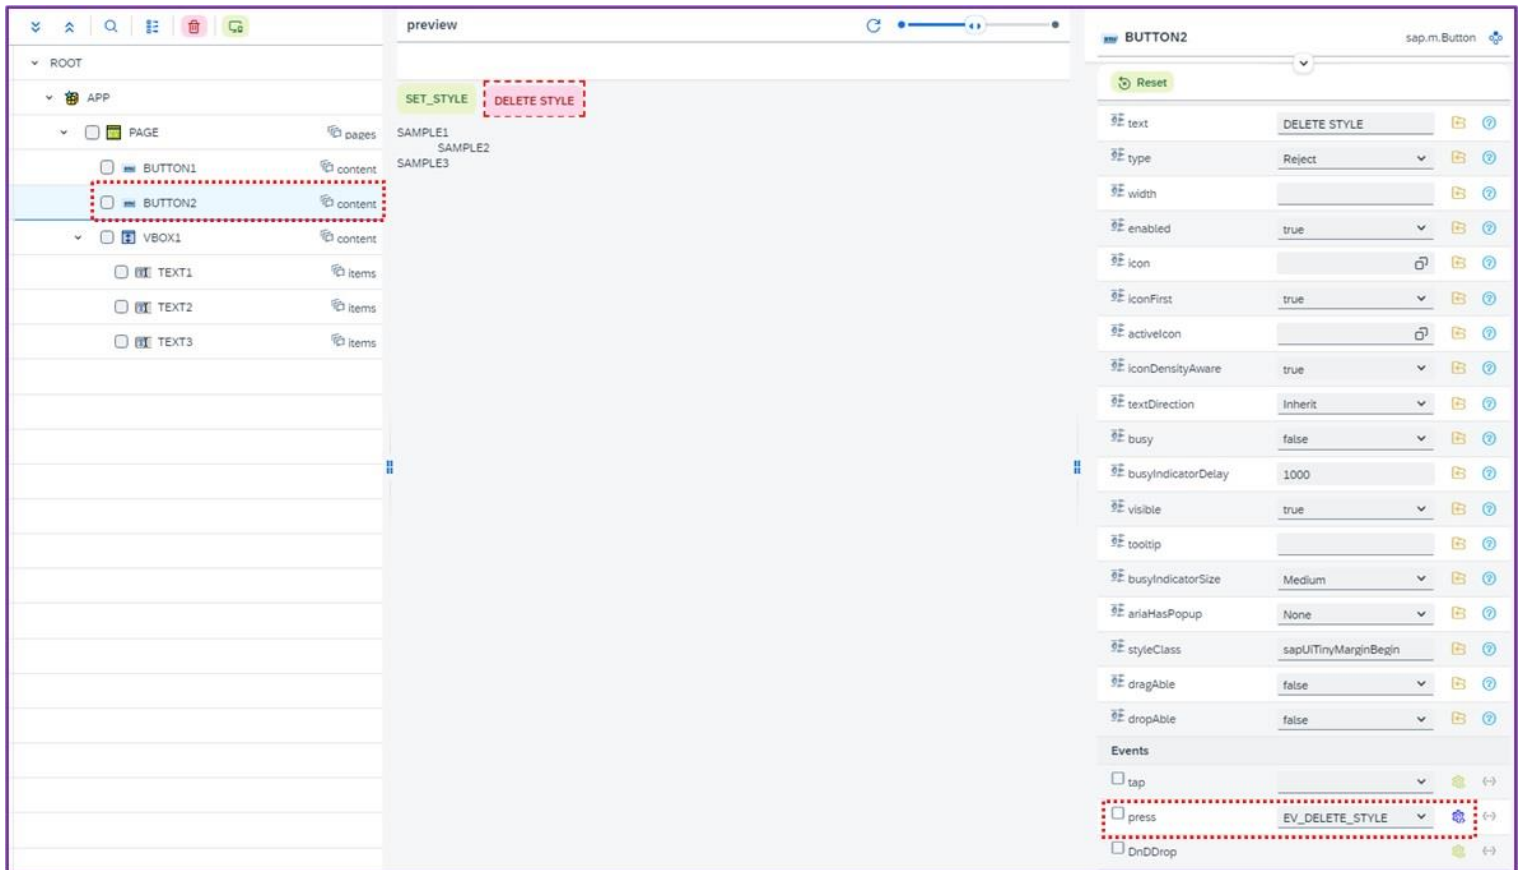 preview
ROOT
APP
PAGE pages
BUTTON1 content
BUTTON2 content
VBOX1 content
TEXT1 items
TEXT2 items
TEXT3 items
SET_STYLE DELETE STYLE
SAMPLE1
SAMPLE2
SAMPLE3
BUTTON2 sap.m.Button
Reset
text DELETE STYLE
type Reject
width
enabled true
icon
iconFirst true
activeIcon
iconDensityAware true
textDirection Inherit
busy false
busyIndicatorDelay 1000
visible true
tooltip
busyIndicatorSize Medium
ariaHasPopup None
styleClass sapUiTinyMarginBegin
dragAble false
dropAble false
Events
tap
press EV_DELETE_STYLE
DnDDrop